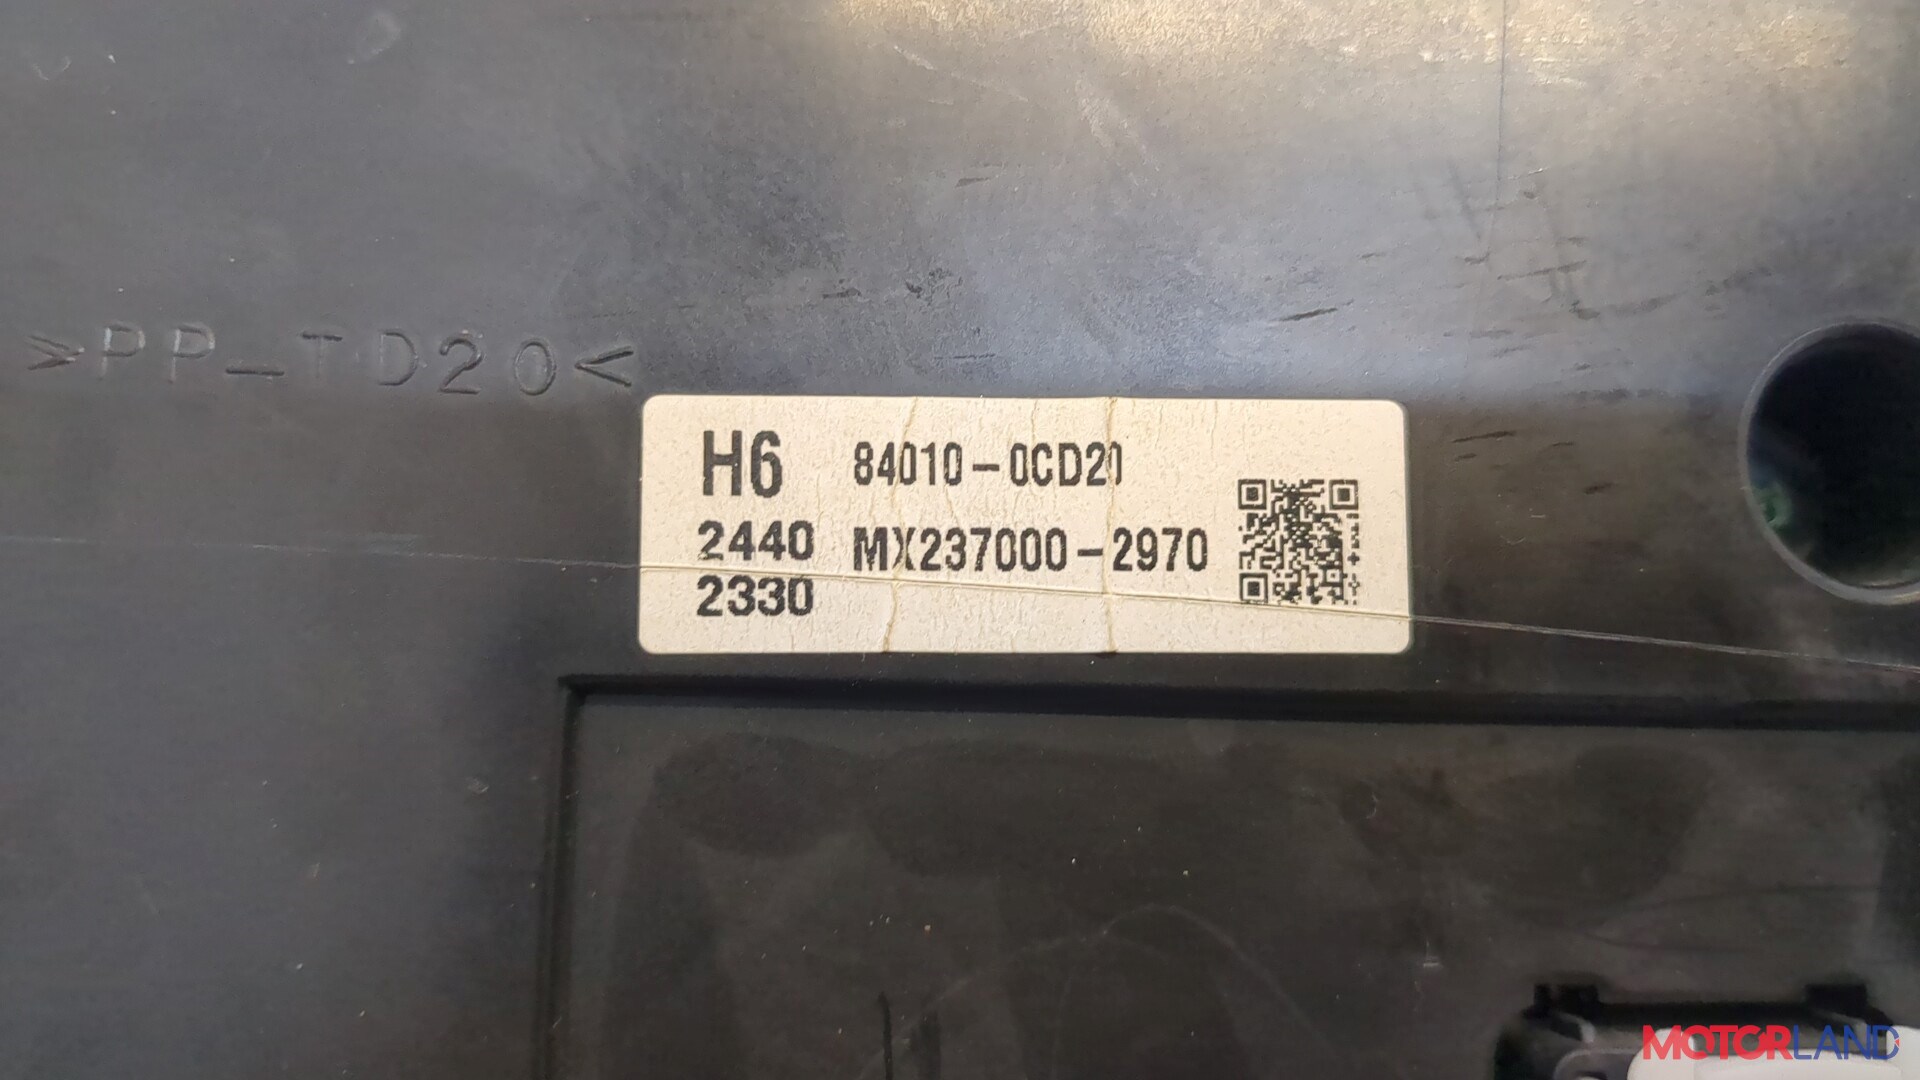 >PP-TD20<
H6 84010-0CD20
2440 MX237000-2970
2330
MOTORLAND